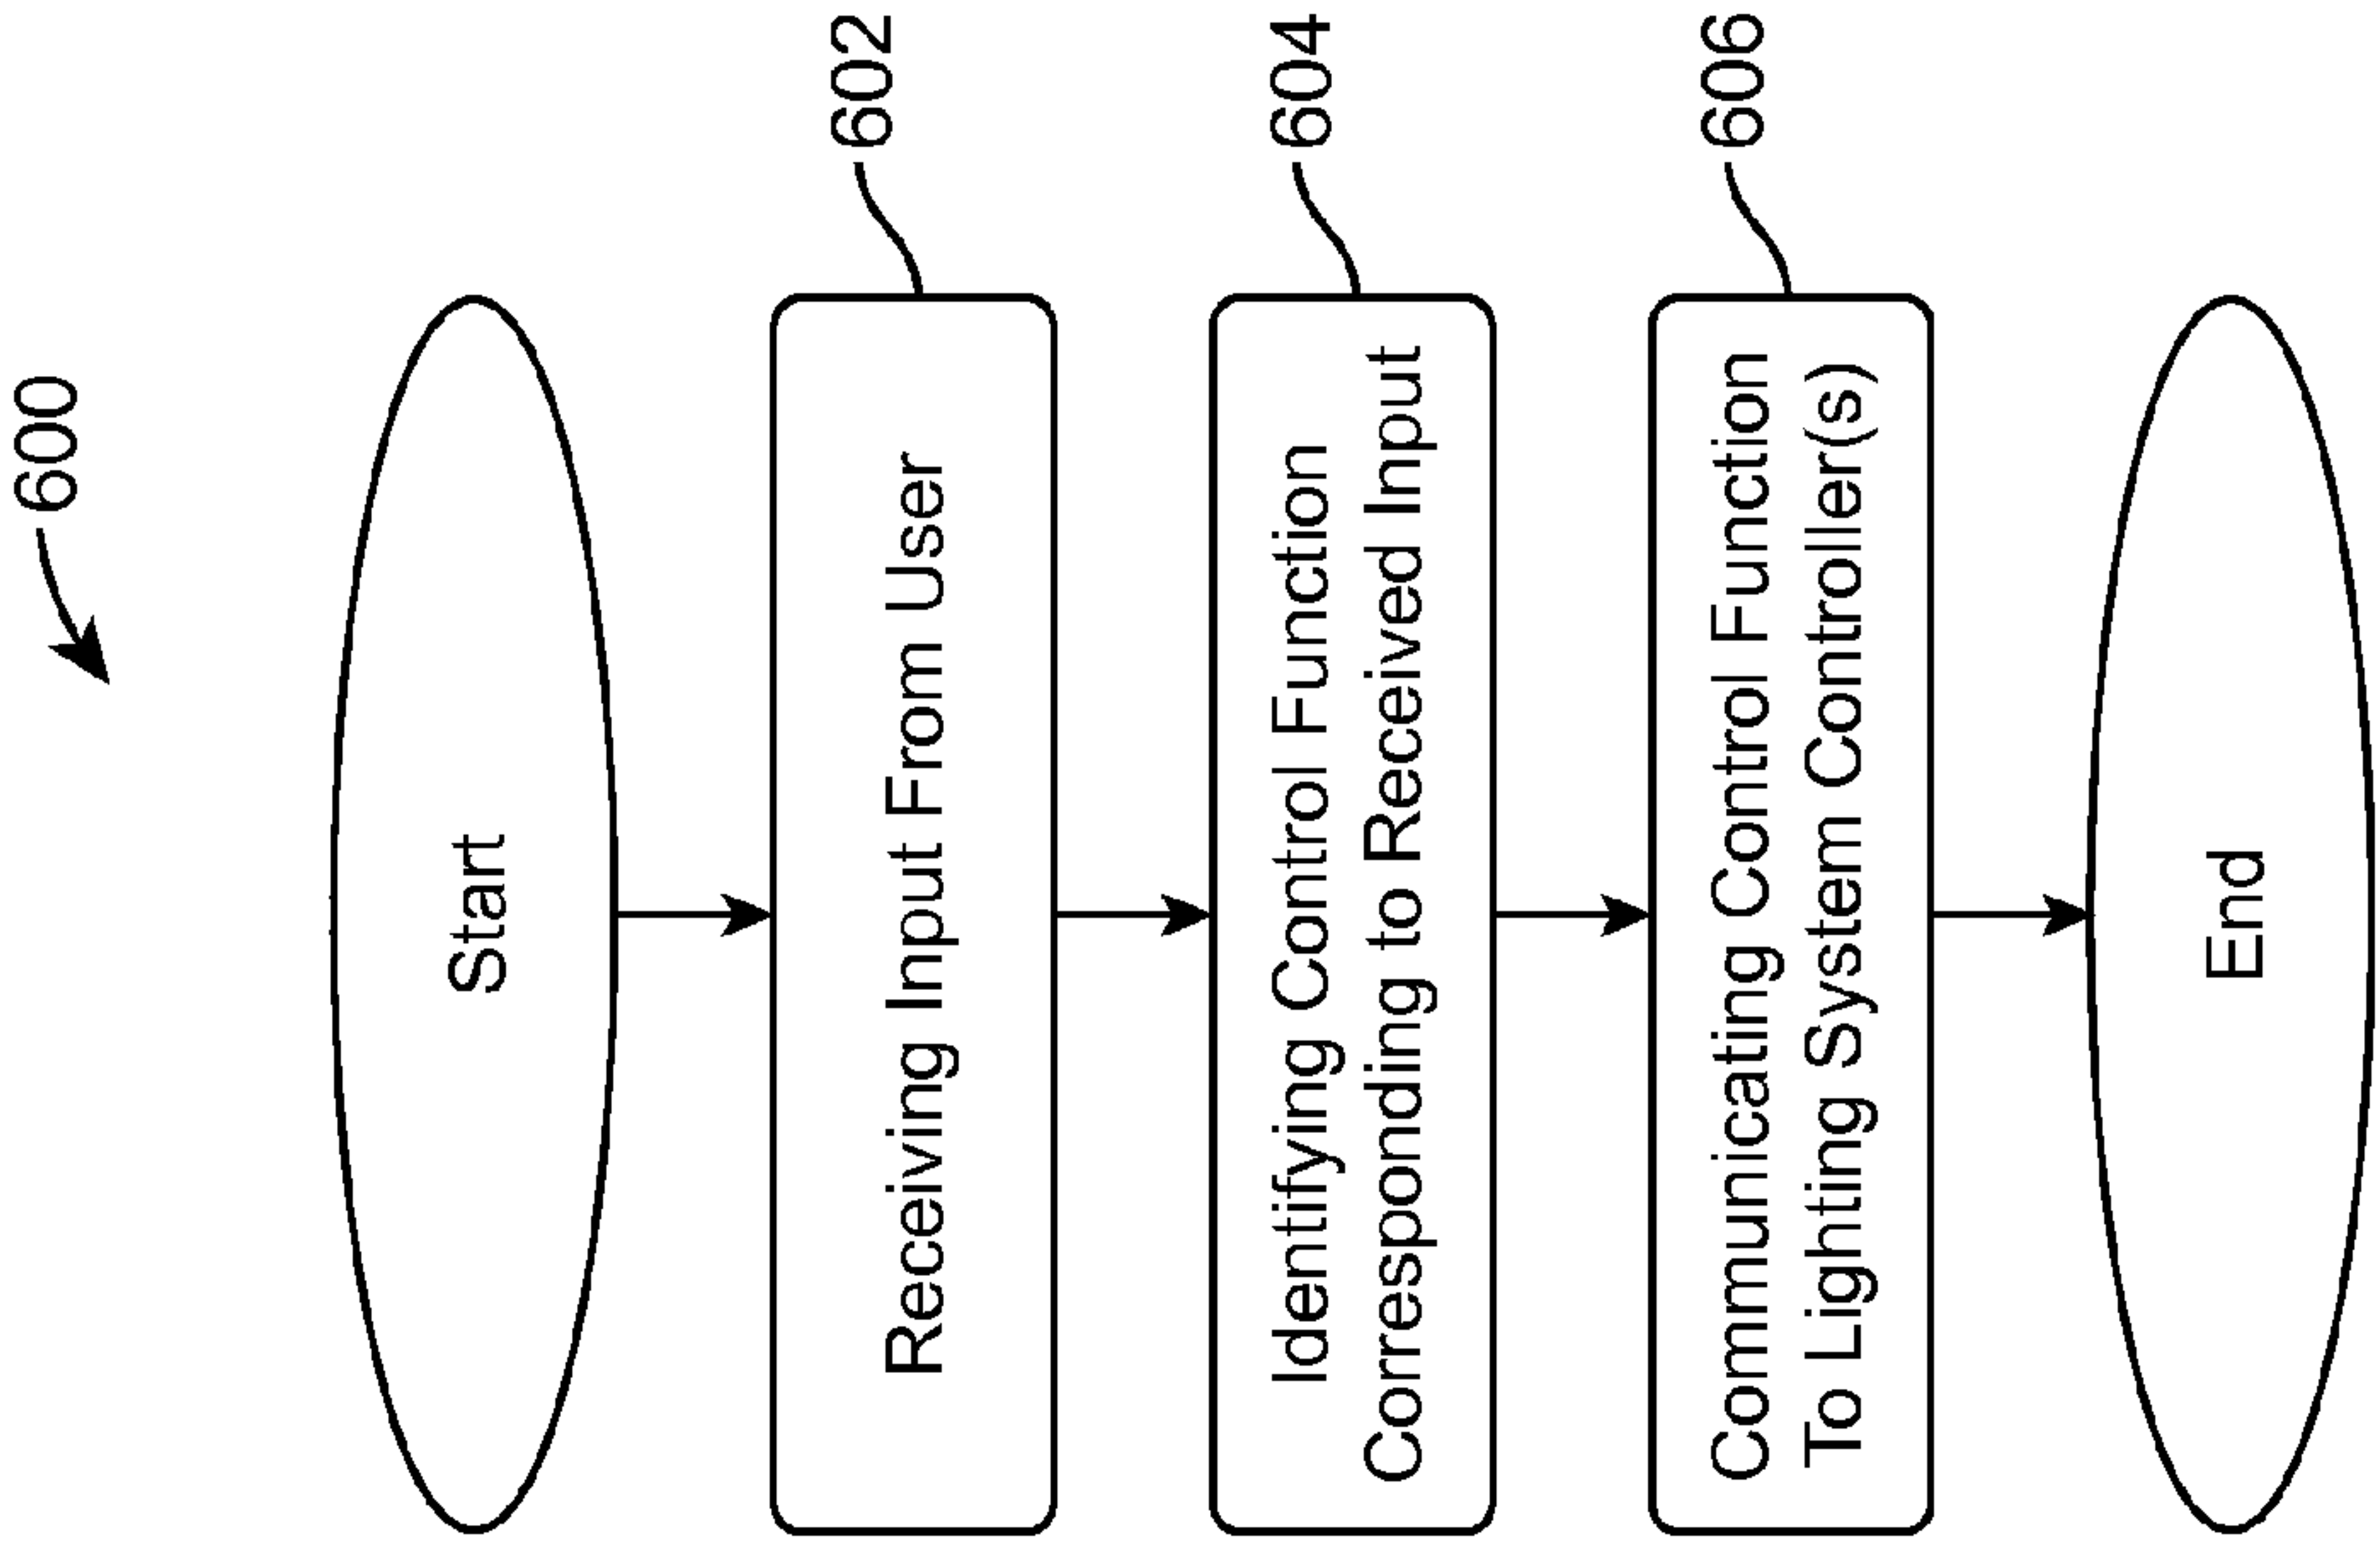 600
Start
Receiving Input From User
602
Identifying Control Function
Corresponding to Received Input
604
Communicating Control Function
To Lighting System Controller(s)
606
End